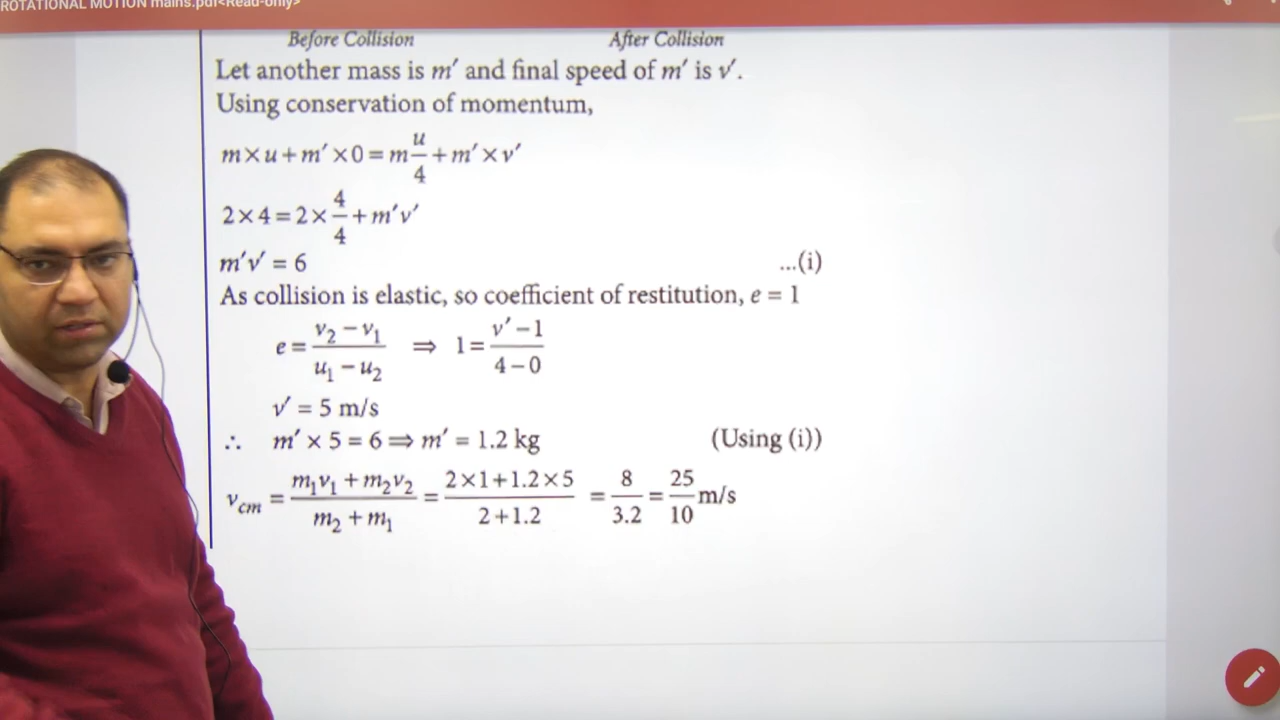 ROTATIONAL MOTION mains.pdf<Read-only>
Before Collision After Collision
Let another mass is m′ and final speed of m′ is v′.
Using conservation of momentum,
m×u+m′×0=m u/4 +m′×v′
2×4=2× 4/4 +m′v′
m′v′ = 6 ...(i)
As collision is elastic, so coefficient of restitution, e = 1
e = (v₂ − v₁)/(u₁ − u₂) ⇒ 1 = (v′ − 1)/(4 − 0)
v′ = 5 m/s
∴ m′ × 5 = 6 ⇒ m′ = 1.2 kg (Using (i))
v_cm = (m₁v₁ + m₂v₂)/(m₂ + m₁) = (2×1+1.2×5)/(2+1.2) = 8/3.2 = 25/10 m/s